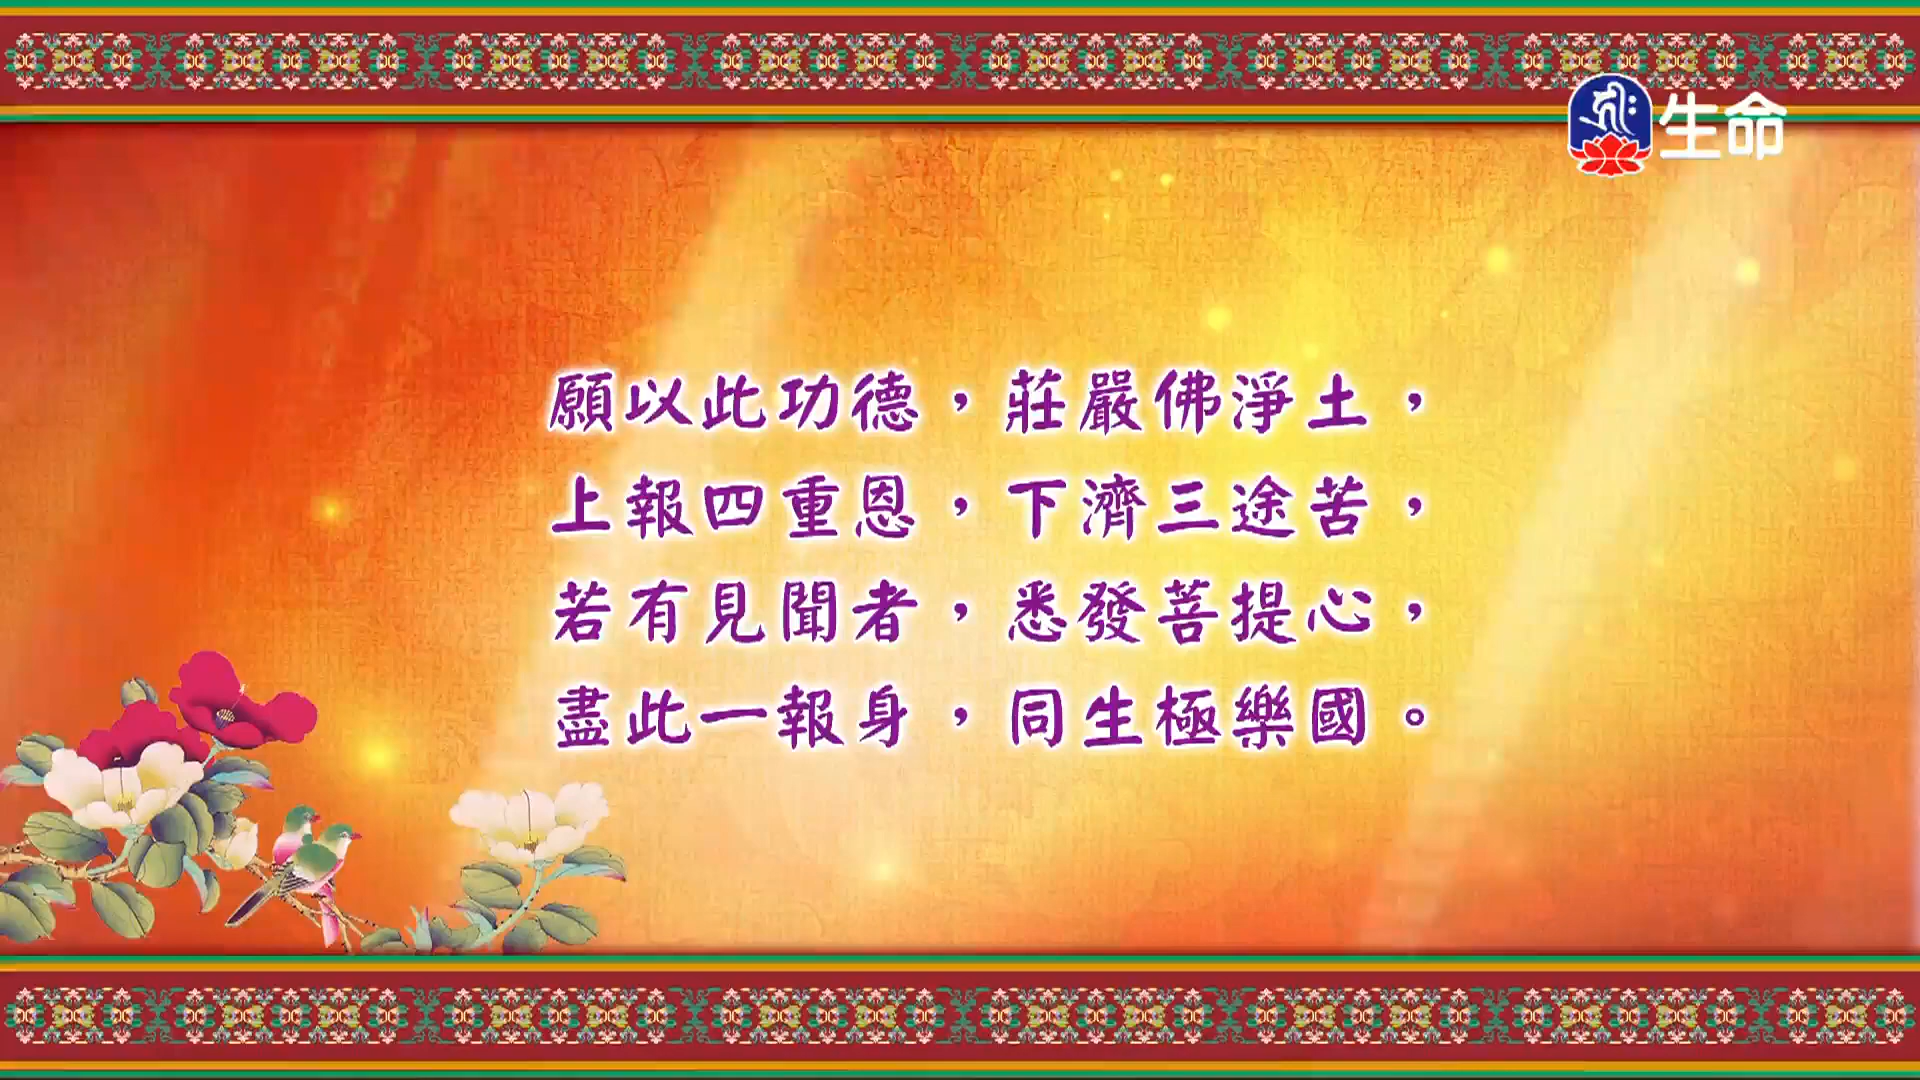 生命
願以此功德，莊嚴佛淨土，
上報四重恩，下濟三途苦，
若有見聞者，悉發菩提心，
盡此一報身，同生極樂國。